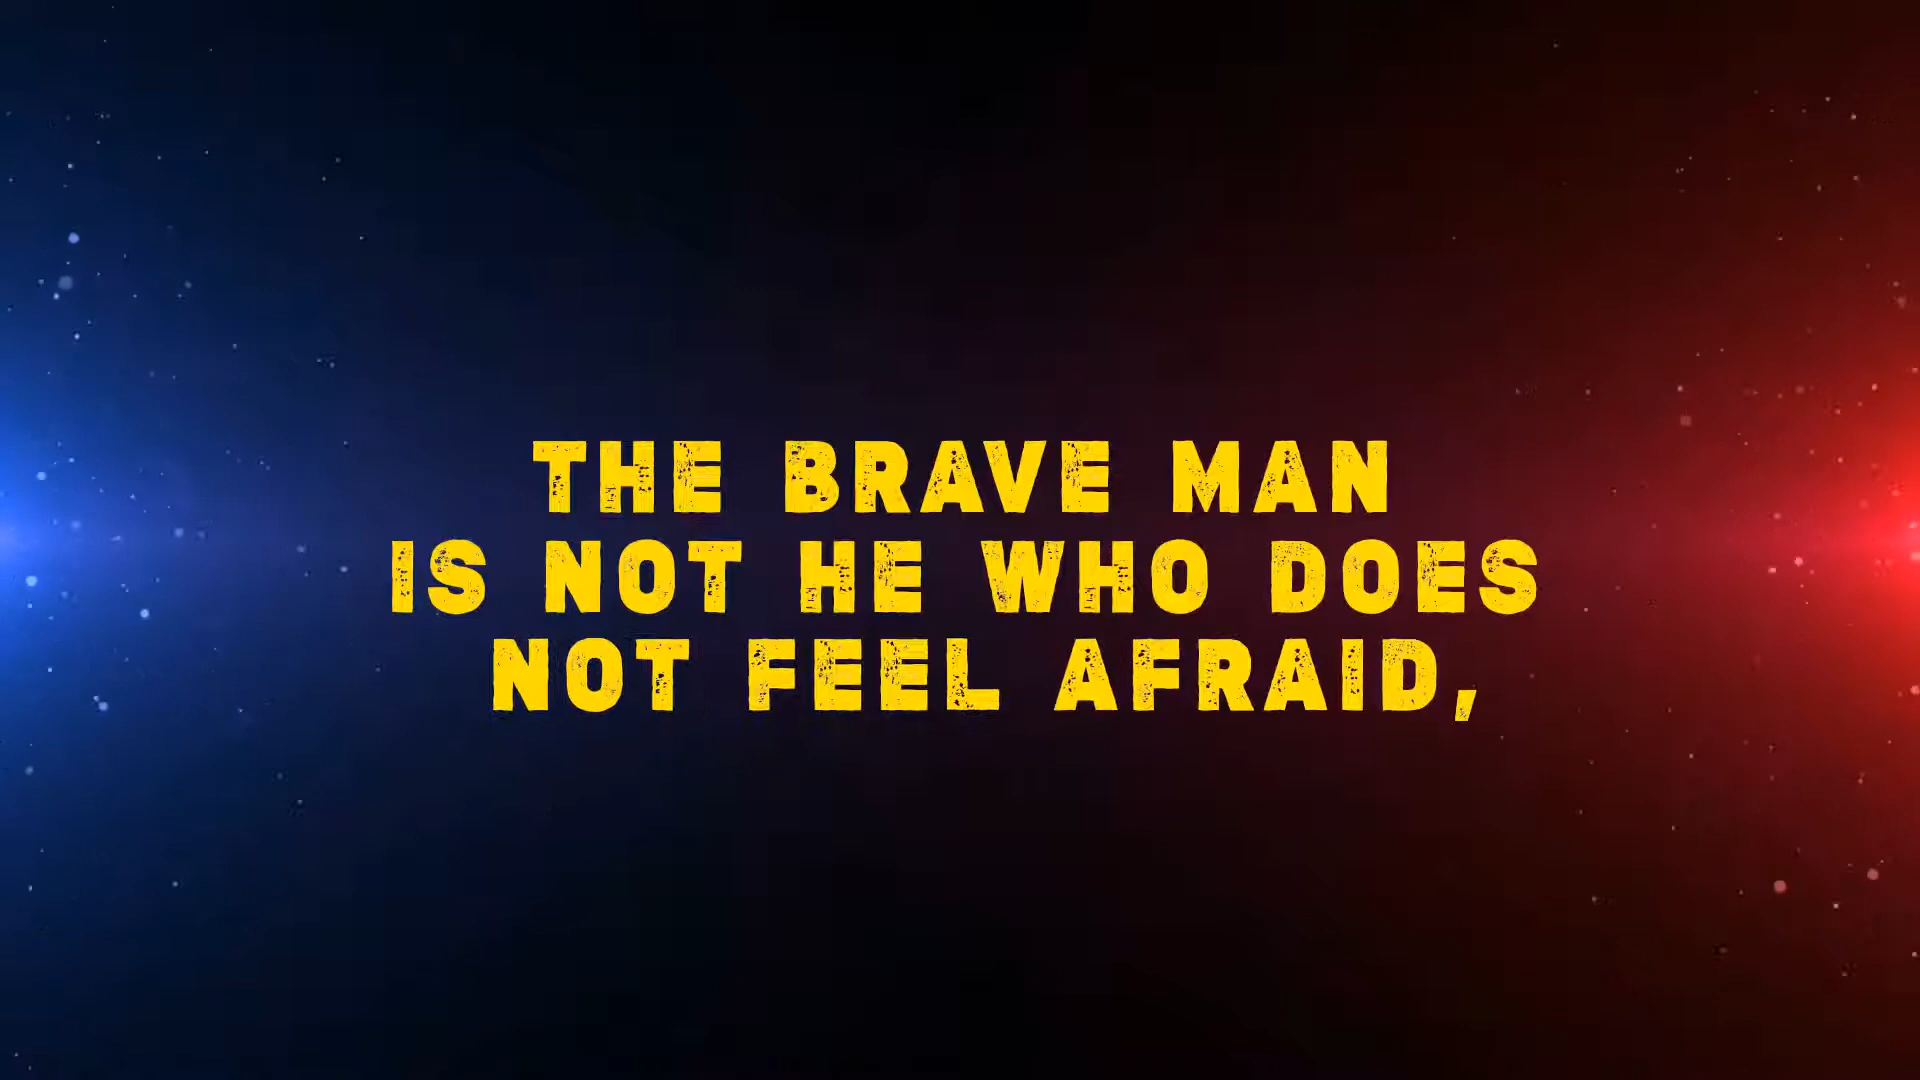 THE BRAVE MAN
IS NOT HE WHO DOES
NOT FEEL AFRAID,